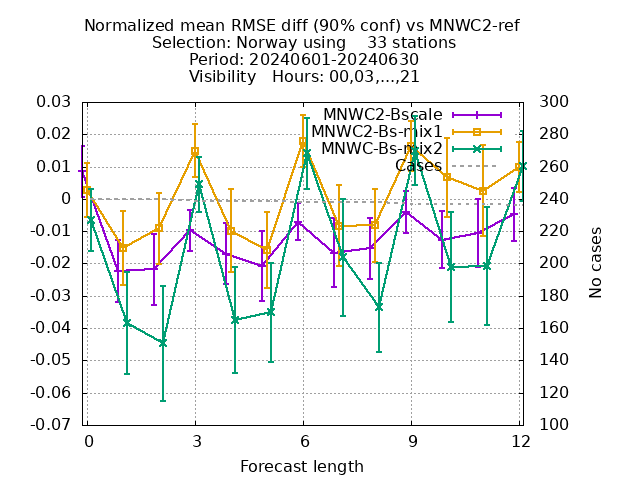 Normalized mean RMSE diff (90% conf) vs MNWC2-ref
Selection: Norway using    33 stations
Period: 20240601-20240630
Visibility   Hours: 00,03,...,21
MNWC2-Bscale
MNWC2-Bs-mix1
MNWC-Bs-mix2
Cases
0.03
0.02
0.01
0
-0.01
-0.02
-0.03
-0.04
-0.05
-0.06
-0.07
300
280
260
240
220
200
180
160
140
120
100
No cases
0 3 6 9 12
Forecast length